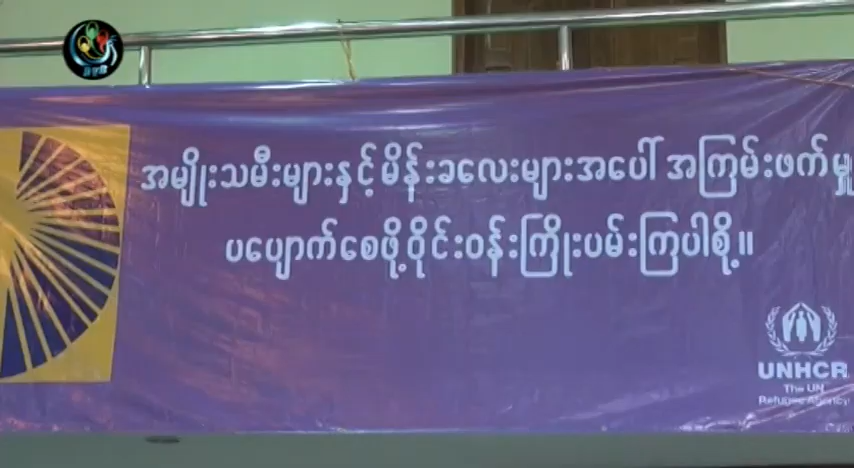 အမျိုးသမီးများနှင့်မိန်းခလေးများအပေါ် အကြမ်းဖက်မှု
ပပျောက်စေဖို့ဝိုင်းဝန်းကြိုးပမ်းကြပါစို့။
UNHCR
The UN
Refugee Agency